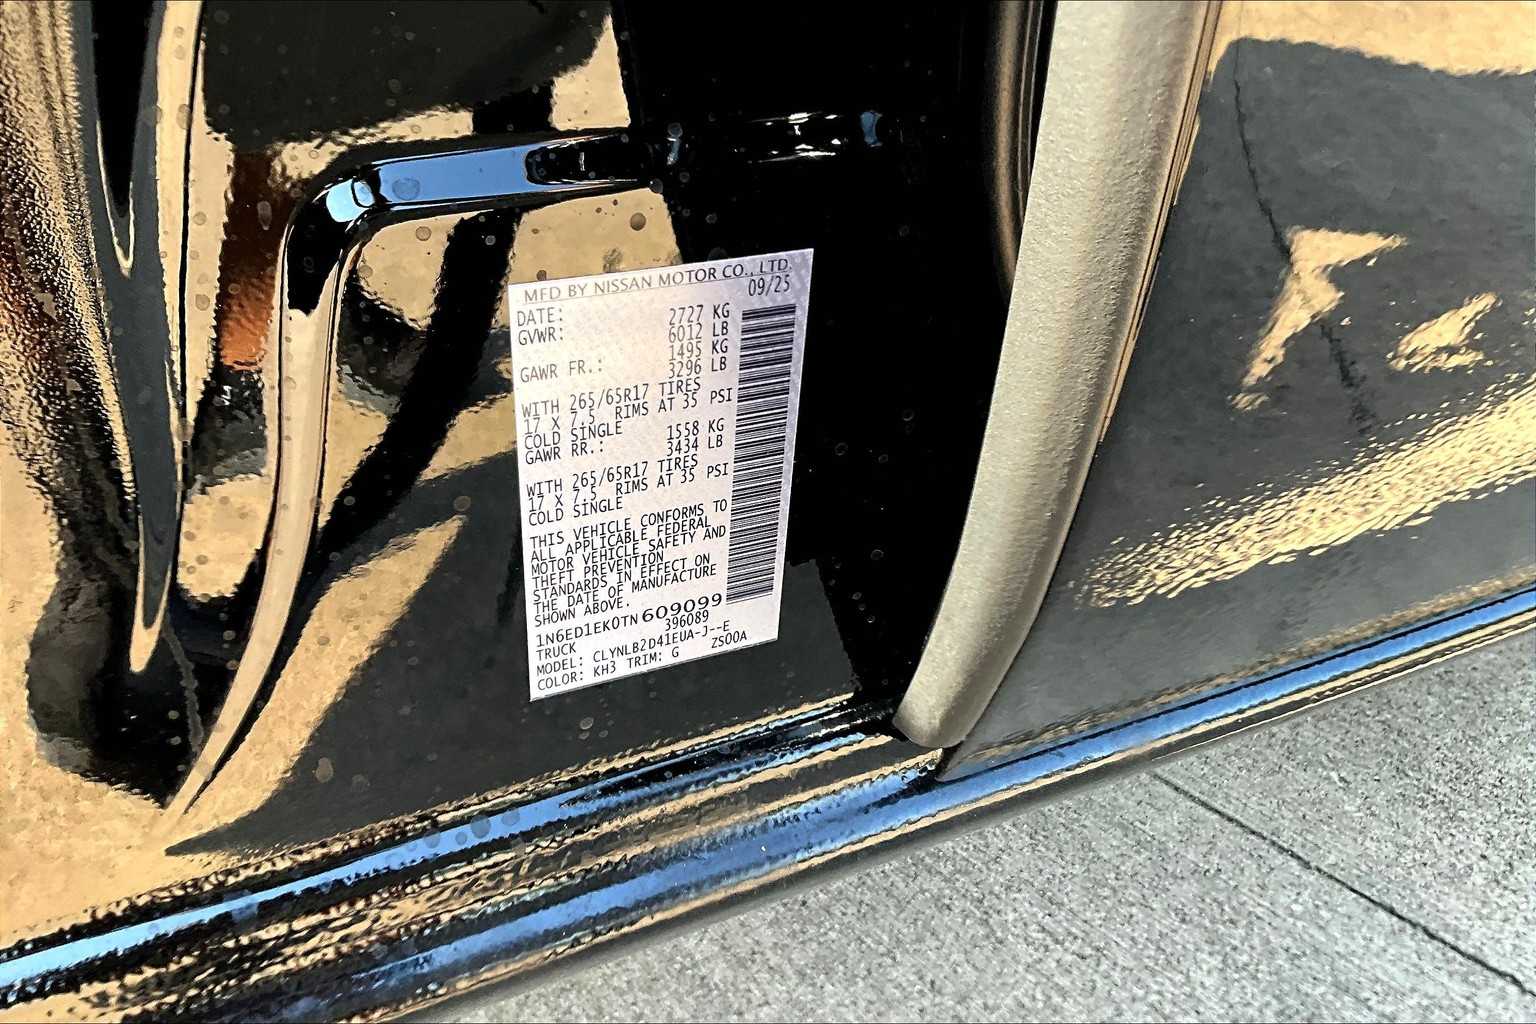 MFD BY NISSAN MOTOR CO., LTD.
DATE: 09/25
GVWR: 2727 KG
6012 LB
GAWR FR.: 1495 KG
3296 LB
WITH 265/65R17 TIRES
17 X 7.5 RIMS AT 35 PSI
COLD SINGLE
GAWR RR.: 1558 KG
3434 LB
WITH 265/65R17 TIRES
17 X 7.5 RIMS AT 35 PSI
COLD SINGLE
THIS VEHICLE CONFORMS TO
ALL APPLICABLE FEDERAL
MOTOR VEHICLE SAFETY AND
THEFT PREVENTION
STANDARDS IN EFFECT ON
THE DATE OF MANUFACTURE
SHOWN ABOVE.
1N6ED1EK0TN609099
TRUCK 396089
MODEL: CLYNLB2D41EUA-J--E
COLOR: KH3 TRIM: G ZS00A